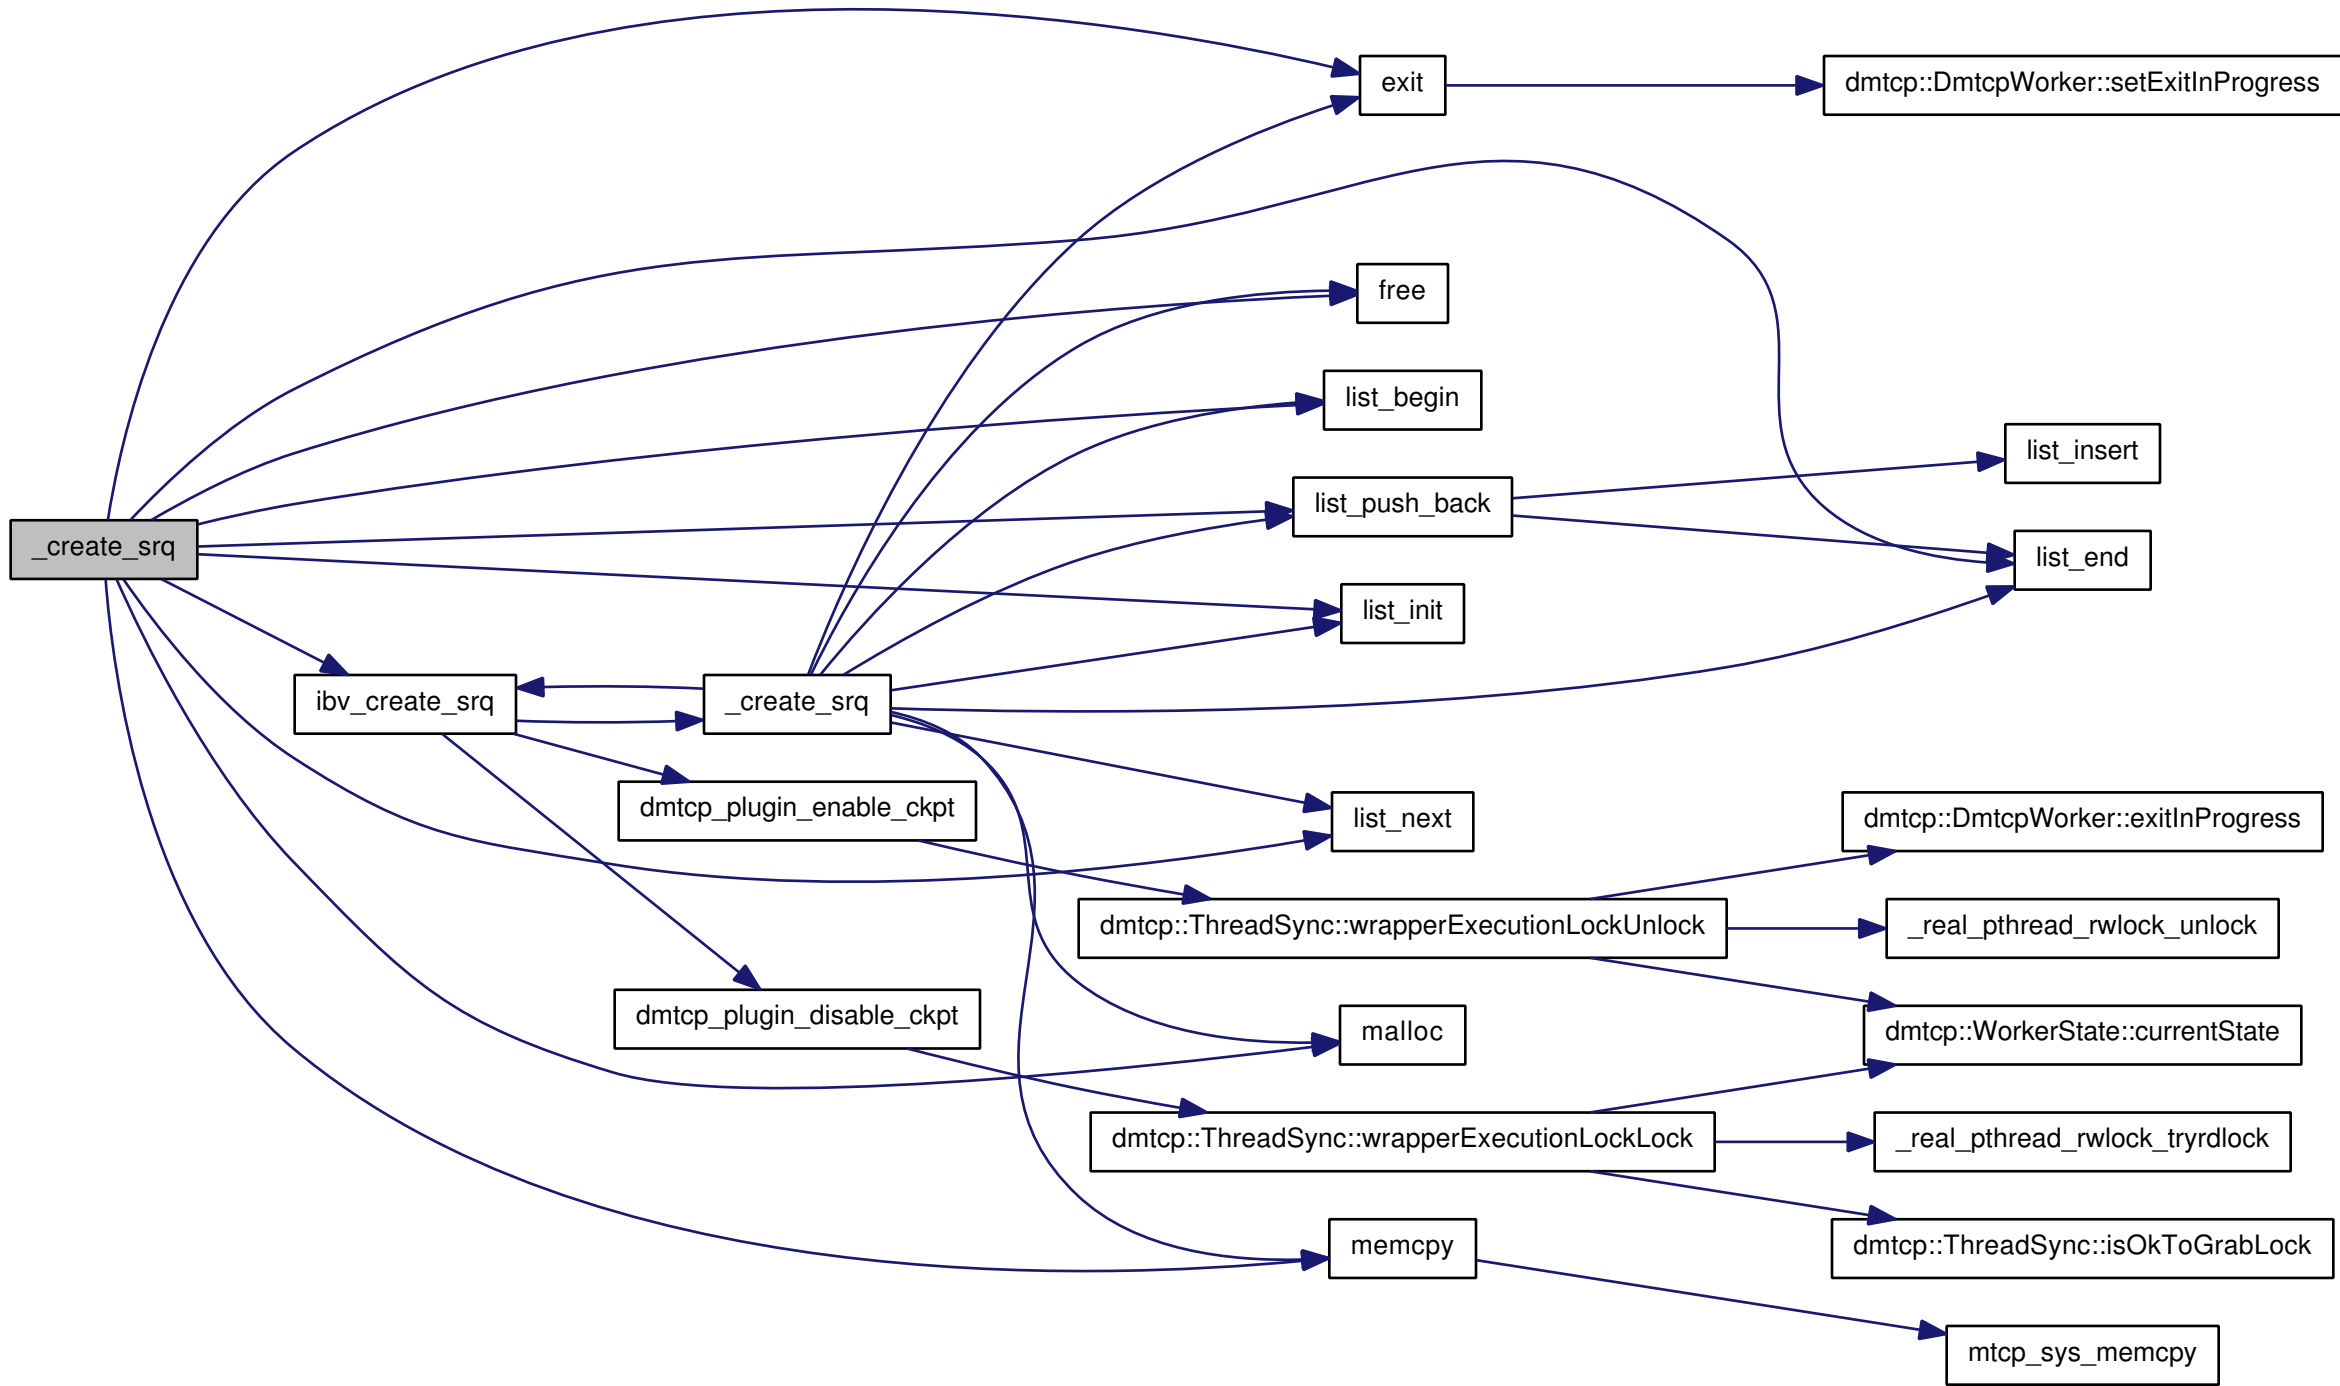 exit
dmtcp::DmtcpWorker::setExitInProgress
free
list_begin
list_insert
list_push_back
_create_srq
list_end
list_init
ibv_create_srq
_create_srq
dmtcp_plugin_enable_ckpt
list_next
dmtcp::DmtcpWorker::exitInProgress
dmtcp::ThreadSync::wrapperExecutionLockUnlock
_real_pthread_rwlock_unlock
dmtcp_plugin_disable_ckpt
malloc
dmtcp::WorkerState::currentState
dmtcp::ThreadSync::wrapperExecutionLockLock
_real_pthread_rwlock_tryrdlock
memcpy
dmtcp::ThreadSync::isOkToGrabLock
mtcp_sys_memcpy